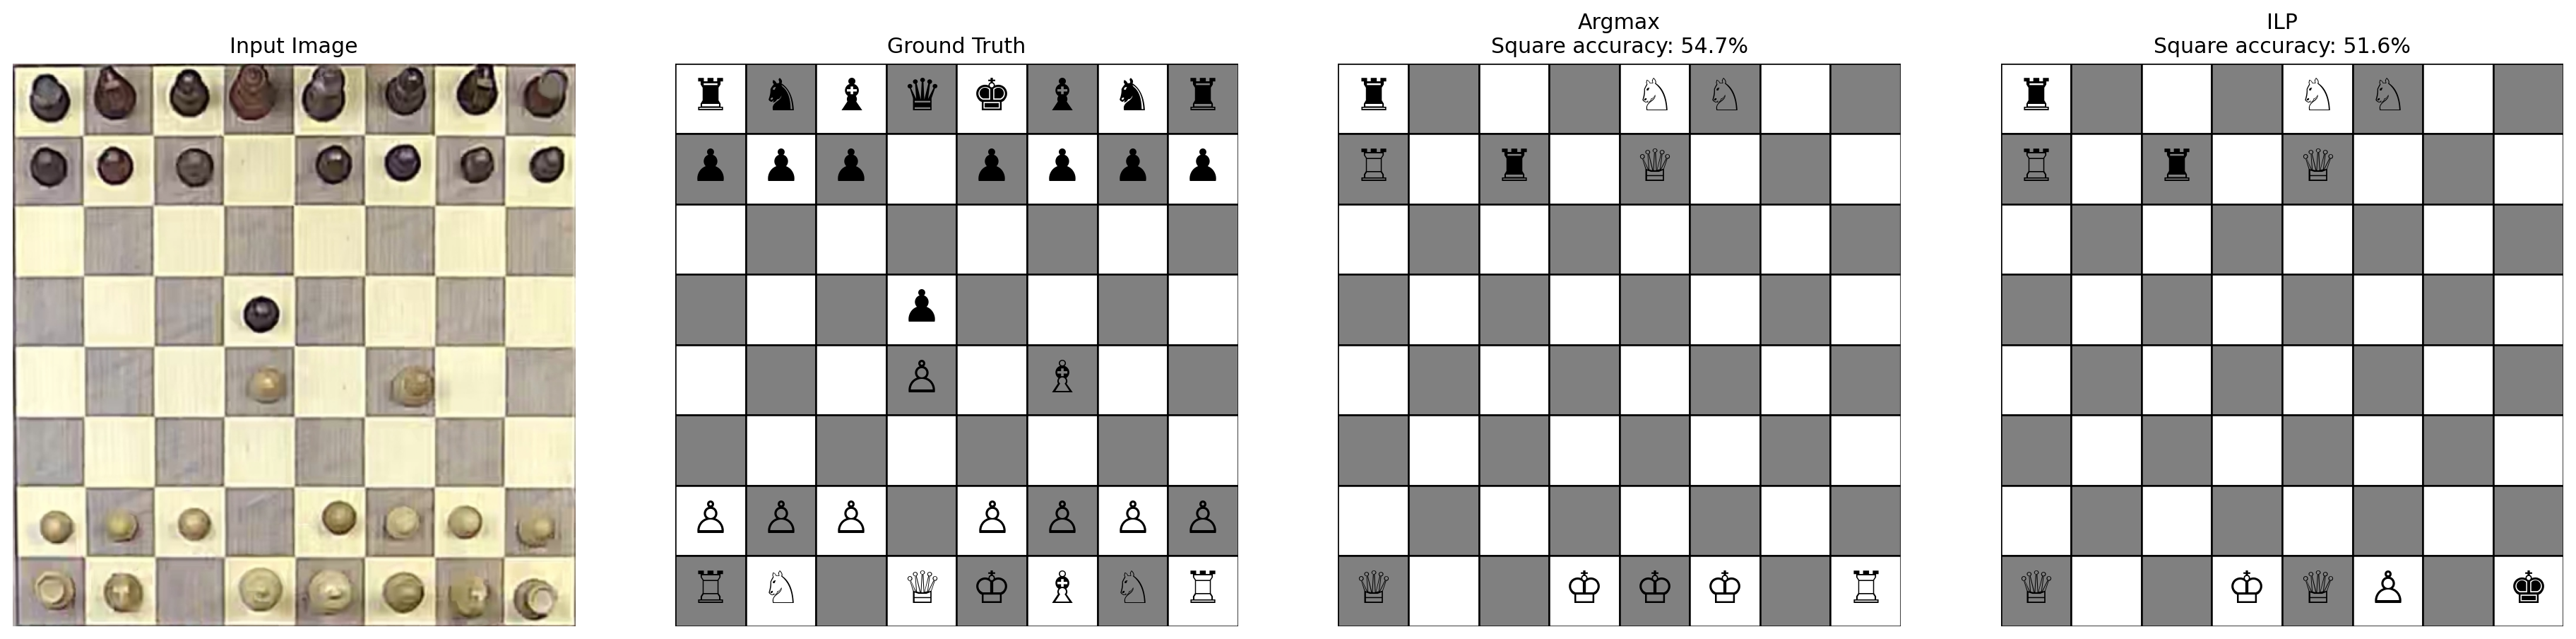 Input Image
Ground Truth
Argmax
Square accuracy: 54.7%
ILP
Square accuracy: 51.6%